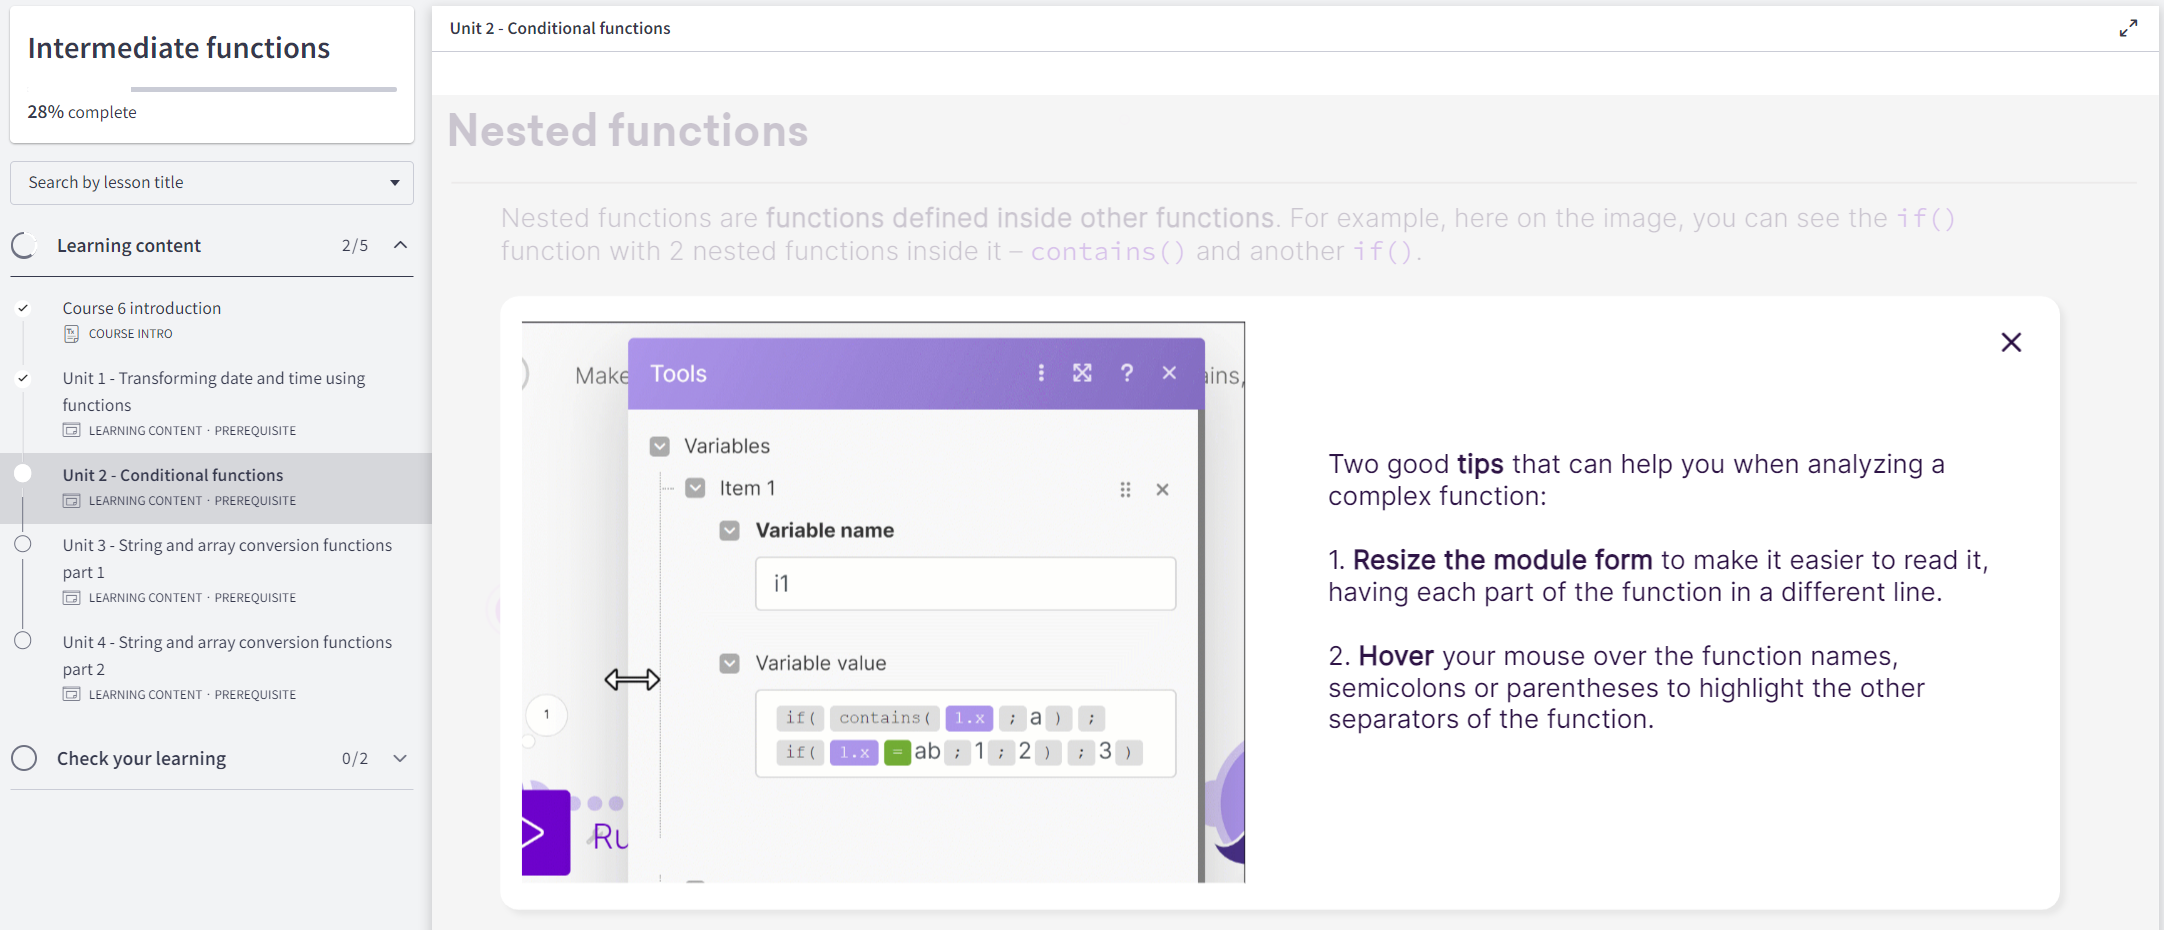 Intermediate functions
28% complete
Search by lesson title
Learning content 2/5
Course 6 introduction
COURSE INTRO
Unit 1 - Transforming date and time using
functions
LEARNING CONTENT · PREREQUISITE
Unit 2 - Conditional functions
LEARNING CONTENT · PREREQUISITE
Unit 3 - String and array conversion functions
part 1
LEARNING CONTENT · PREREQUISITE
Unit 4 - String and array conversion functions
part 2
LEARNING CONTENT · PREREQUISITE
Check your learning 0/2
Unit 2 - Conditional functions
Nested functions
Nested functions are functions defined inside other functions. For example, here on the image, you can see the if()
function with 2 nested functions inside it – contains() and another if().
Make
Tools
ains,
Variables
Item 1
Variable name
i1
Variable value
if( contains( 1.x ; a ) ;
if( 1.x = ab ; 1 ; 2 ) ; 3 )
1
Ru
Two good tips that can help you when analyzing a
complex function:
1. Resize the module form to make it easier to read it,
having each part of the function in a different line.
2. Hover your mouse over the function names,
semicolons or parentheses to highlight the other
separators of the function.